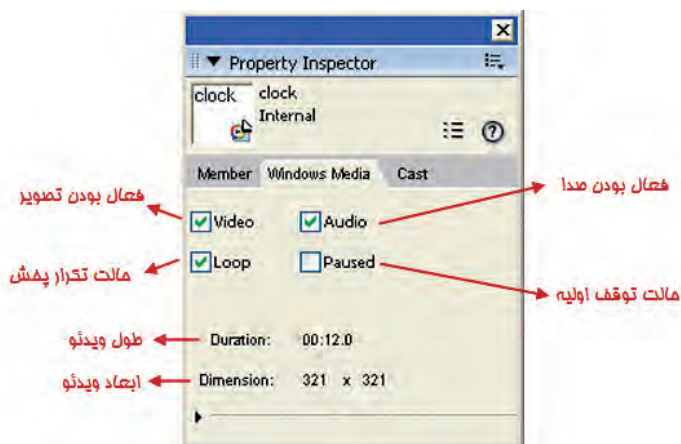 Property Inspector
clock
clock
Internal
Member Windows Media Cast
فعال بودن تصویر
Video
Audio
فعال بودن صدا
حالت تکرار پخش
Loop
Paused
حالت توقف اولیه
طول ویدئو
Duration: 00:12.0
ابعاد ویدئو
Dimension: 321 x 321